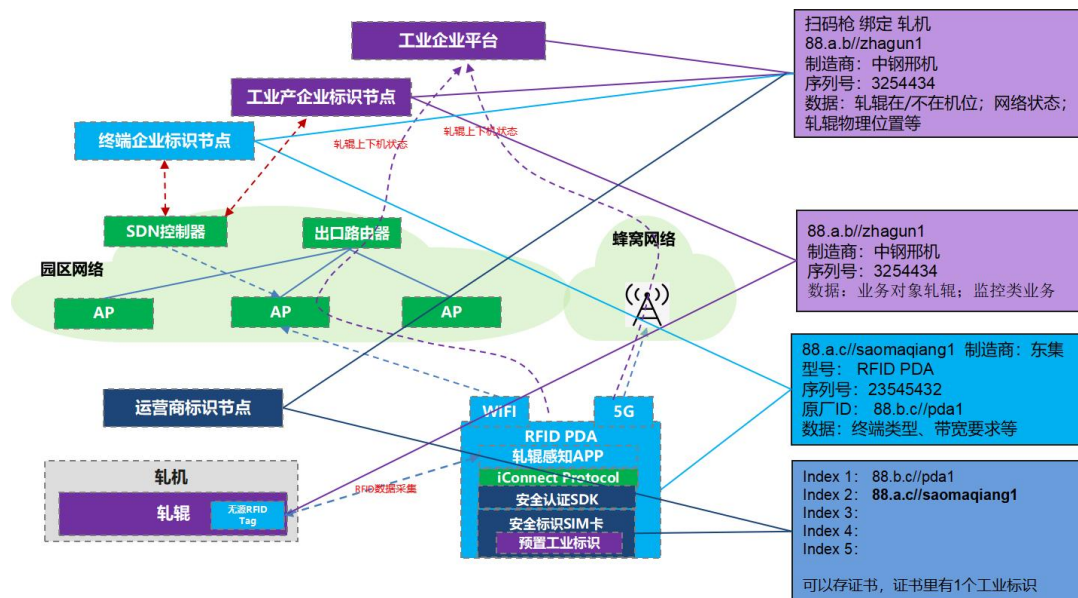 工业企业平台
工业产企业标识节点
终端企业标识节点
轧辊上下机状态
轧辊上下机状态
SDN控制器
出口路由器
蜂窝网络
园区网络
AP
AP
AP
运营商标识节点
WIFI
5G
RFID PDA
轧辊感知APP
iConnect Protocol
安全认证SDK
安全标识SIM卡
预置工业标识
轧机
轧辊
无源RFID
Tag
RFID数据采集
扫码枪 绑定 轧机
88.a.b//zhagun1
制造商：中钢邢机
序列号：3254434
数据：轧辊在/不在机位；网络状态；
轧辊物理位置等
88.a.b//zhagun1
制造商：中钢邢机
序列号：3254434
数据：业务对象轧辊；监控类业务
88.a.c//saomaqiang1 制造商：东集
型号： RFID PDA
序列号：23545432
原厂ID： 88.b.c//pda1
数据：终端类型、带宽要求等
Index 1： 88.b.c//pda1
Index 2：88.a.c//saomaqiang1
Index 3：
Index 4：
Index 5：
可以存证书，证书里有1个工业标识